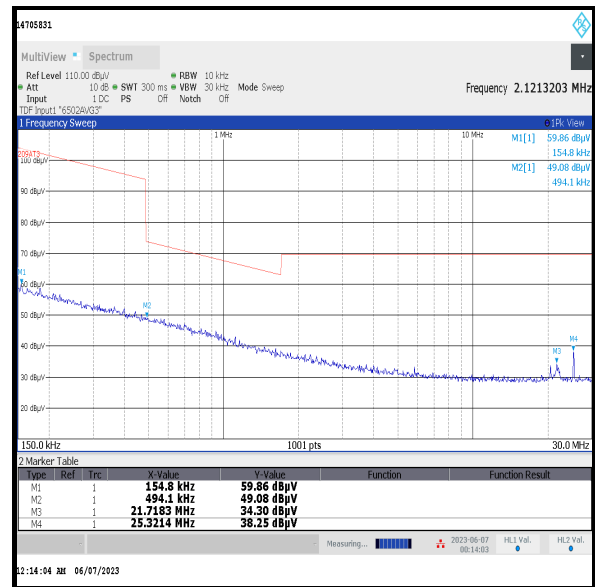 14705831
MultiView Spectrum
Ref Level 110.00 dBµV RBW 10 kHz
Att 10 dB SWT 300 ms VBW 30 kHz Mode Sweep Frequency 2.1213203 MHz
Input 1 DC PS Off Notch Off
TDF Input1 "6502AVG3"
1 Frequency Sweep 1Pk View
1 MHz 10 MHz
M1[1] 59.86 dBµV
154.8 kHz
M2[1] 49.08 dBµV
494.1 kHz
209AT3
100 dBµV
90 dBµV
80 dBµV
70 dBµV
M1
60 dBµV
M2
50 dBµV
40 dBµV
M4
M3
30 dBµV
20 dBµV
150.0 kHz 1001 pts 30.0 MHz
2 Marker Table
Type Ref Trc X-Value Y-Value Function Function Result
M1 1 154.8 kHz 59.86 dBµV
M2 1 494.1 kHz 49.08 dBµV
M3 1 21.7183 MHz 34.30 dBµV
M4 1 25.3214 MHz 38.25 dBµV
Measuring... 2023-06-07 00:14:03 HL1 Val. HL2 Val.
12:14:04 AM 06/07/2023